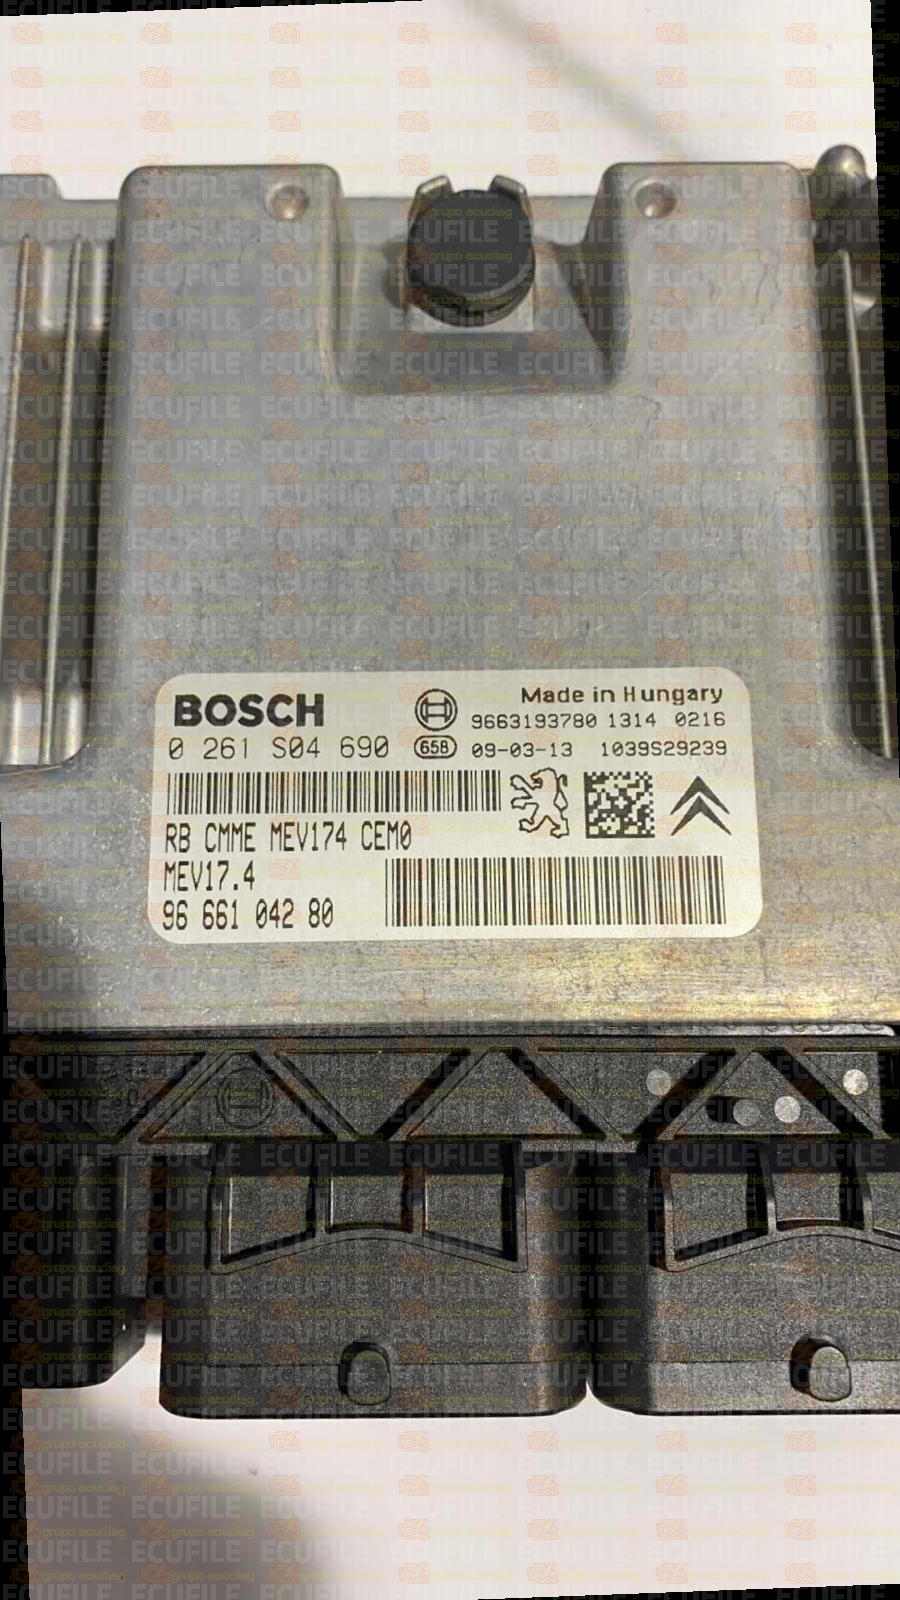 BOSCH
Made in Hungary
9663193780 1314 0216
0 261 S04 690
658
09-03-13 1039S29239
RB CMME MEV174 CEM0
MEV17.4
96 661 042 80
ECUFILE
grupo ecudiag